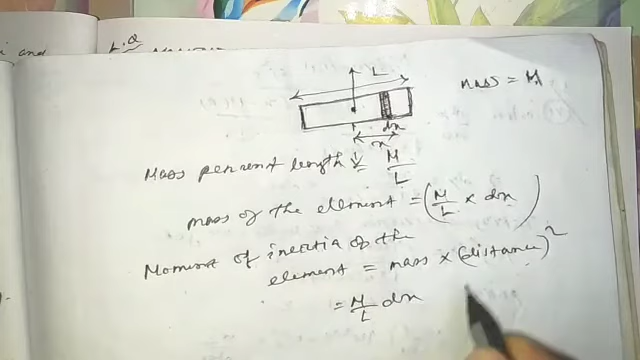 i and
L.Q
L
Mass = M
dx
x
Mass per unit length = M/L
mass of the element = (M/L × dx)
Moment of inertia of the
element = mass × (distance)²
= M/L dx